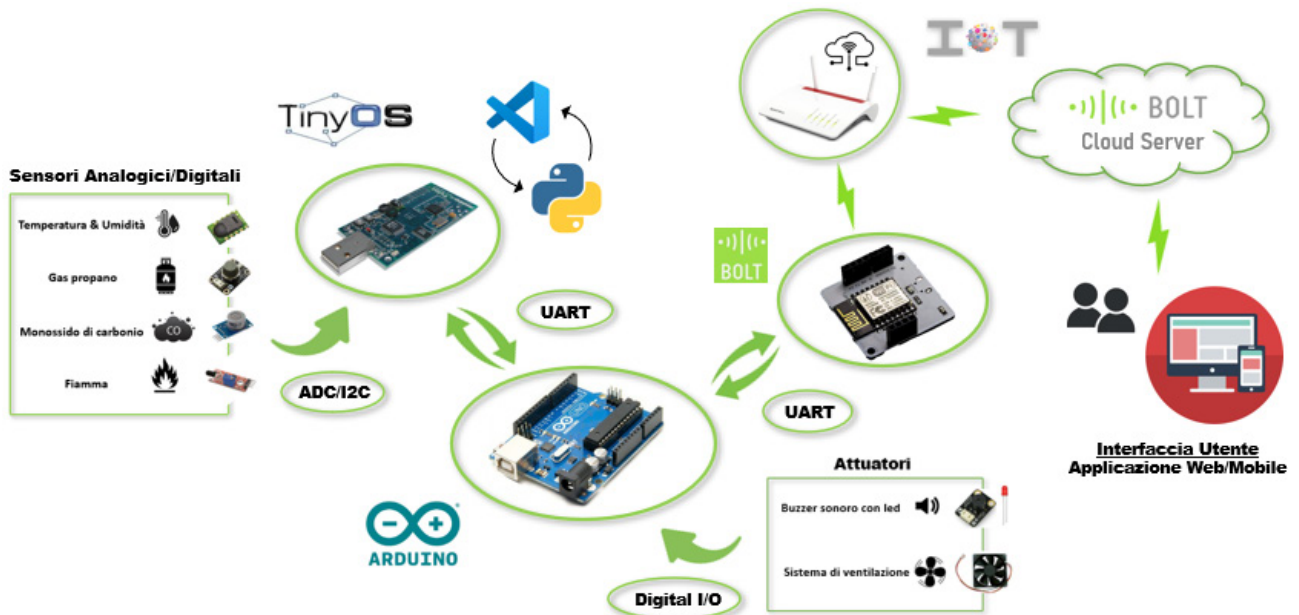 IOT
BOLT
Cloud Server
TinyOS
Sensori Analogici/Digitali
Temperatura & Umidità
Gas propano
Monossido di carbonio
CO
Fiamma
ADC/I2C
UART
BOLT
UART
ARDUINO
Attuatori
Buzzer sonoro con led
Sistema di ventilazione
Digital I/O
Interfaccia Utente
Applicazione Web/Mobile